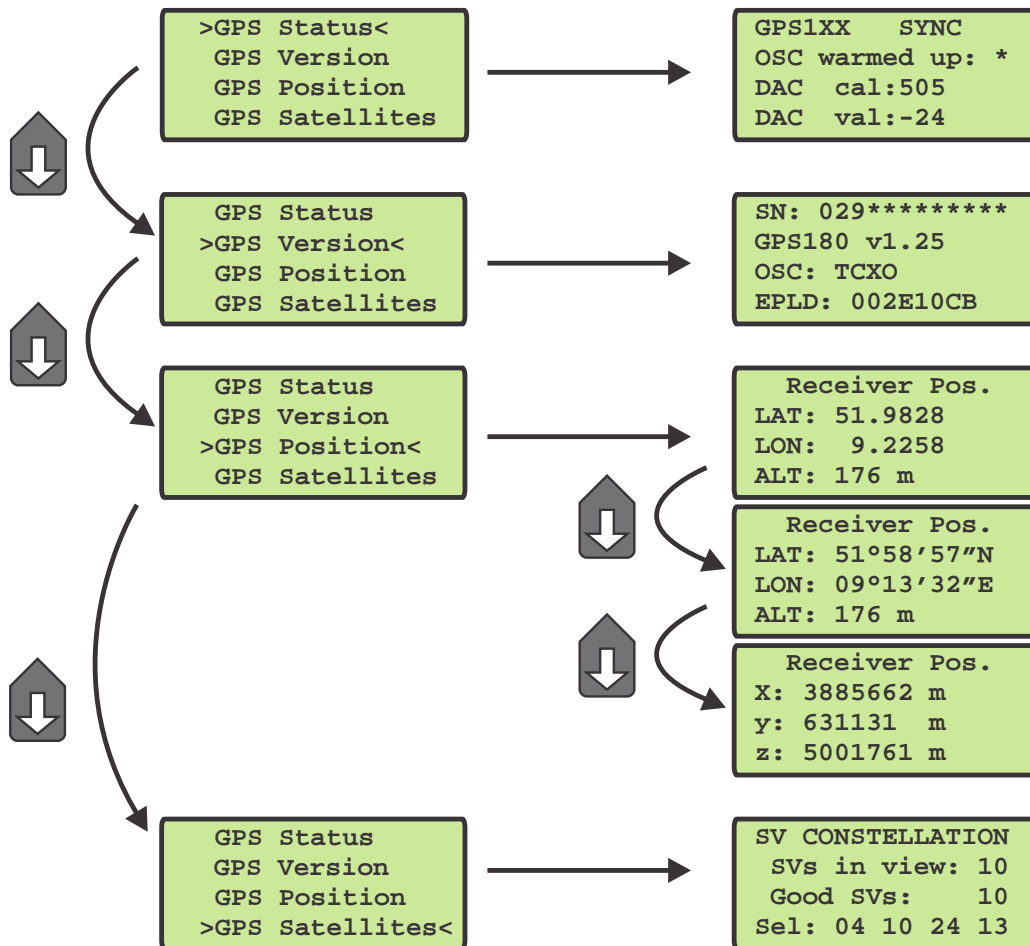 >GPS Status<
GPS Version
GPS Position
GPS Satellites
GPS1XX SYNC
OSC warmed up: *
DAC cal:505
DAC val:-24
GPS Status
>GPS Version<
GPS Position
GPS Satellites
SN: 029*********
GPS180 v1.25
OSC: TCXO
EPLD: 002E10CB
GPS Status
GPS Version
>GPS Position<
GPS Satellites
Receiver Pos.
LAT: 51.9828
LON: 9.2258
ALT: 176 m
Receiver Pos.
LAT: 51°58’57”N
LON: 09°13’32”E
ALT: 176 m
Receiver Pos.
X: 3885662 m
y: 631131 m
z: 5001761 m
GPS Status
GPS Version
GPS Position
>GPS Satellites<
SV CONSTELLATION
SVs in view: 10
Good SVs: 10
Sel: 04 10 24 13